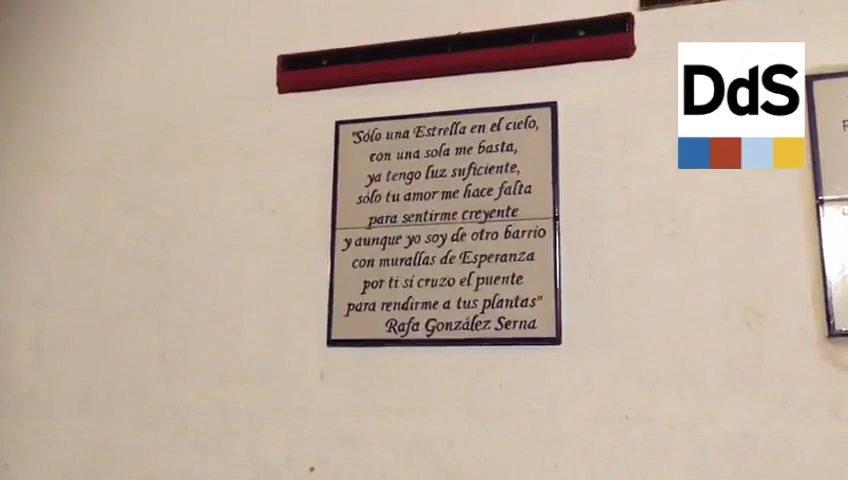 "Sólo una Estrella en el cielo,
con una sola me basta,
ya tengo luz suficiente,
sólo tu amor me hace falta
para sentirme creyente
y aunque yo soy de otro barrio
con murallas de Esperanza
por ti sí cruzo el puente
para rendirme a tus plantas"
Rafa González Serna
DdS